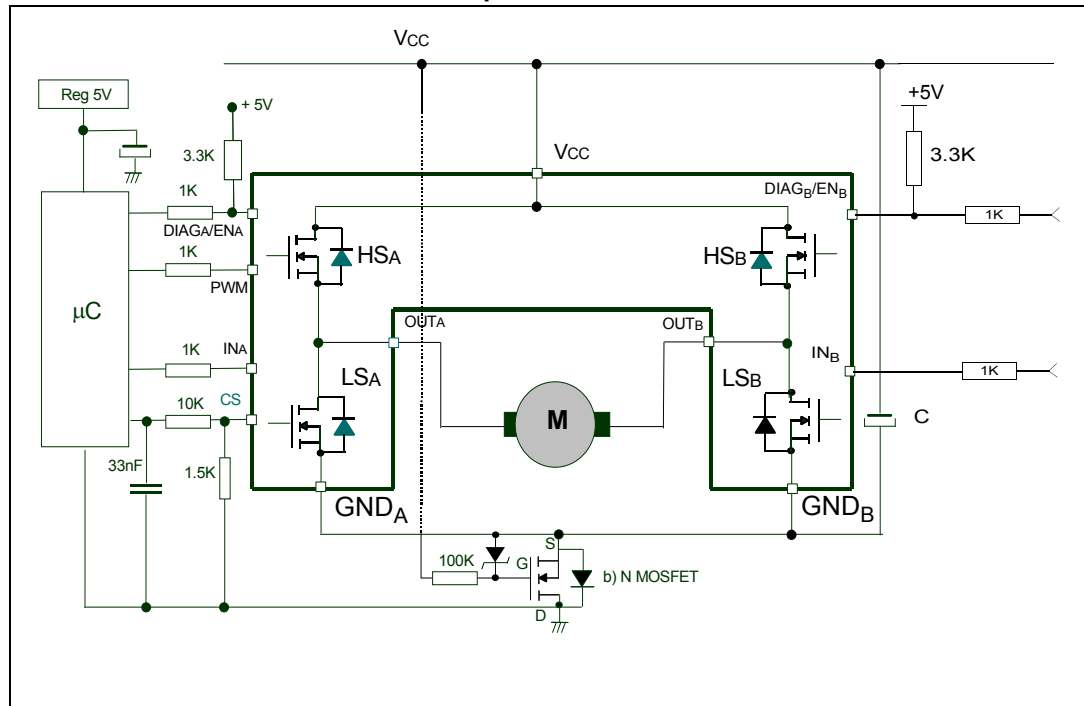 VCC
Reg 5V
+ 5V
+5V
3.3K
VCC
3.3K
1K
DIAGA/ENA
DIAGB/ENB
1K
HSA
HSB
1K
PWM
µC
OUTA
OUTB
1K
INA
INB
1K
LSA
LSB
CS
10K
M
C
33nF
1.5K
GNDA
GNDB
100K
G
S
D
b) N MOSFET